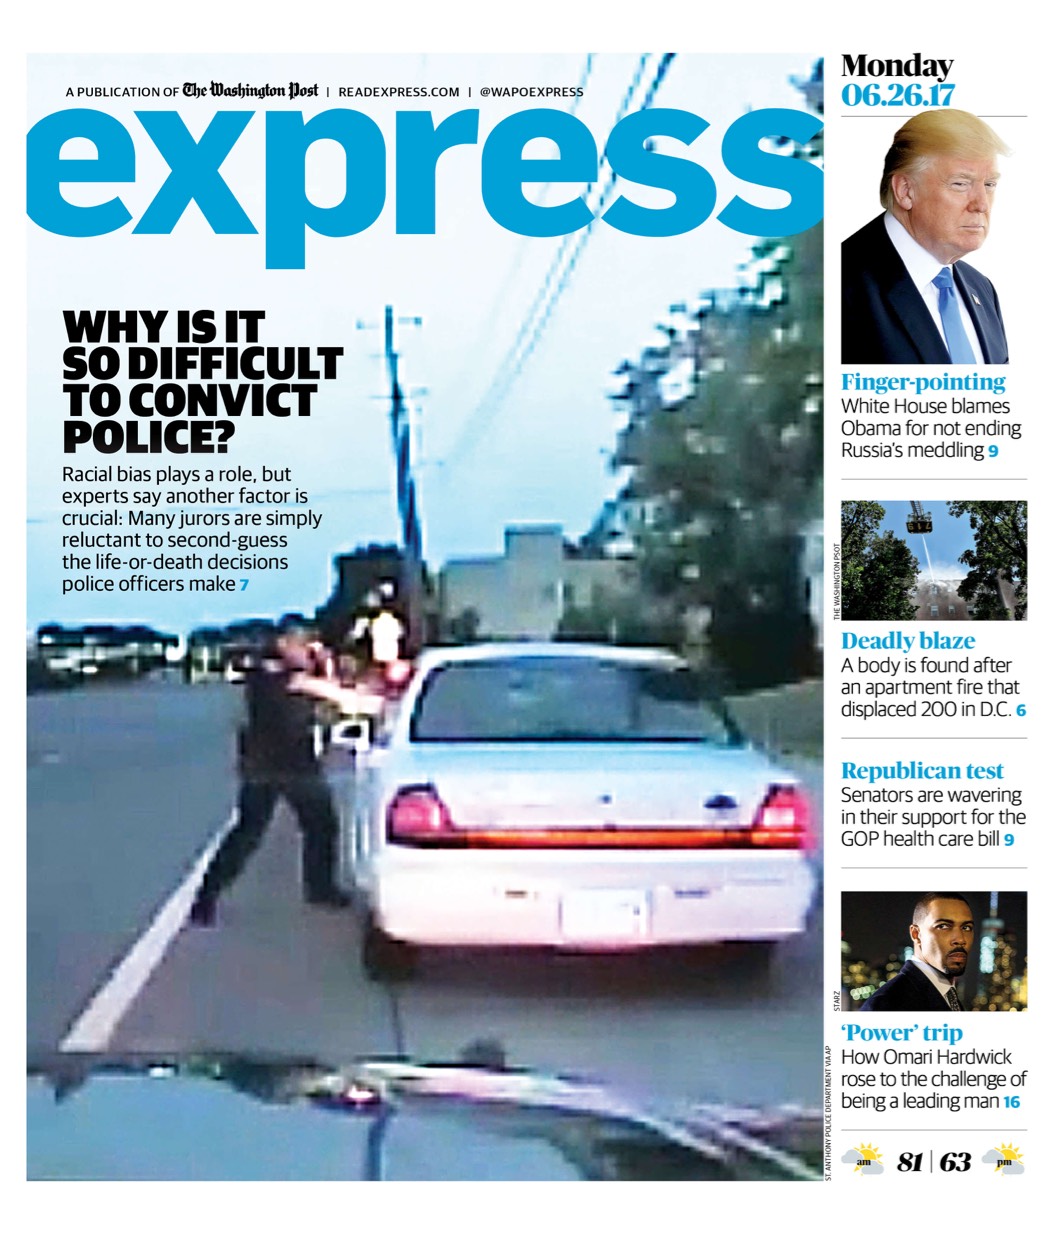 A PUBLICATION OF The Washington Post | READEXPRESS.COM | @WAPOEXPRESS
express
WHY IS IT
SO DIFFICULT
TO CONVICT
POLICE?
Racial bias plays a role, but
experts say another factor is
crucial: Many jurors are simply
reluctant to second-guess
the life-or-death decisions
police officers make 7
ST. ANTHONY POLICE DEPARTMENT VIA AP
Monday
06.26.17
Finger-pointing
White House blames
Obama for not ending
Russia's meddling 9
THE WASHINGTON PSOT
Deadly blaze
A body is found after
an apartment fire that
displaced 200 in D.C. 6
Republican test
Senators are wavering
in their support for the
GOP health care bill 9
STARZ
‘Power’ trip
How Omari Hardwick
rose to the challenge of
being a leading man 16
am 81 | 63 pm